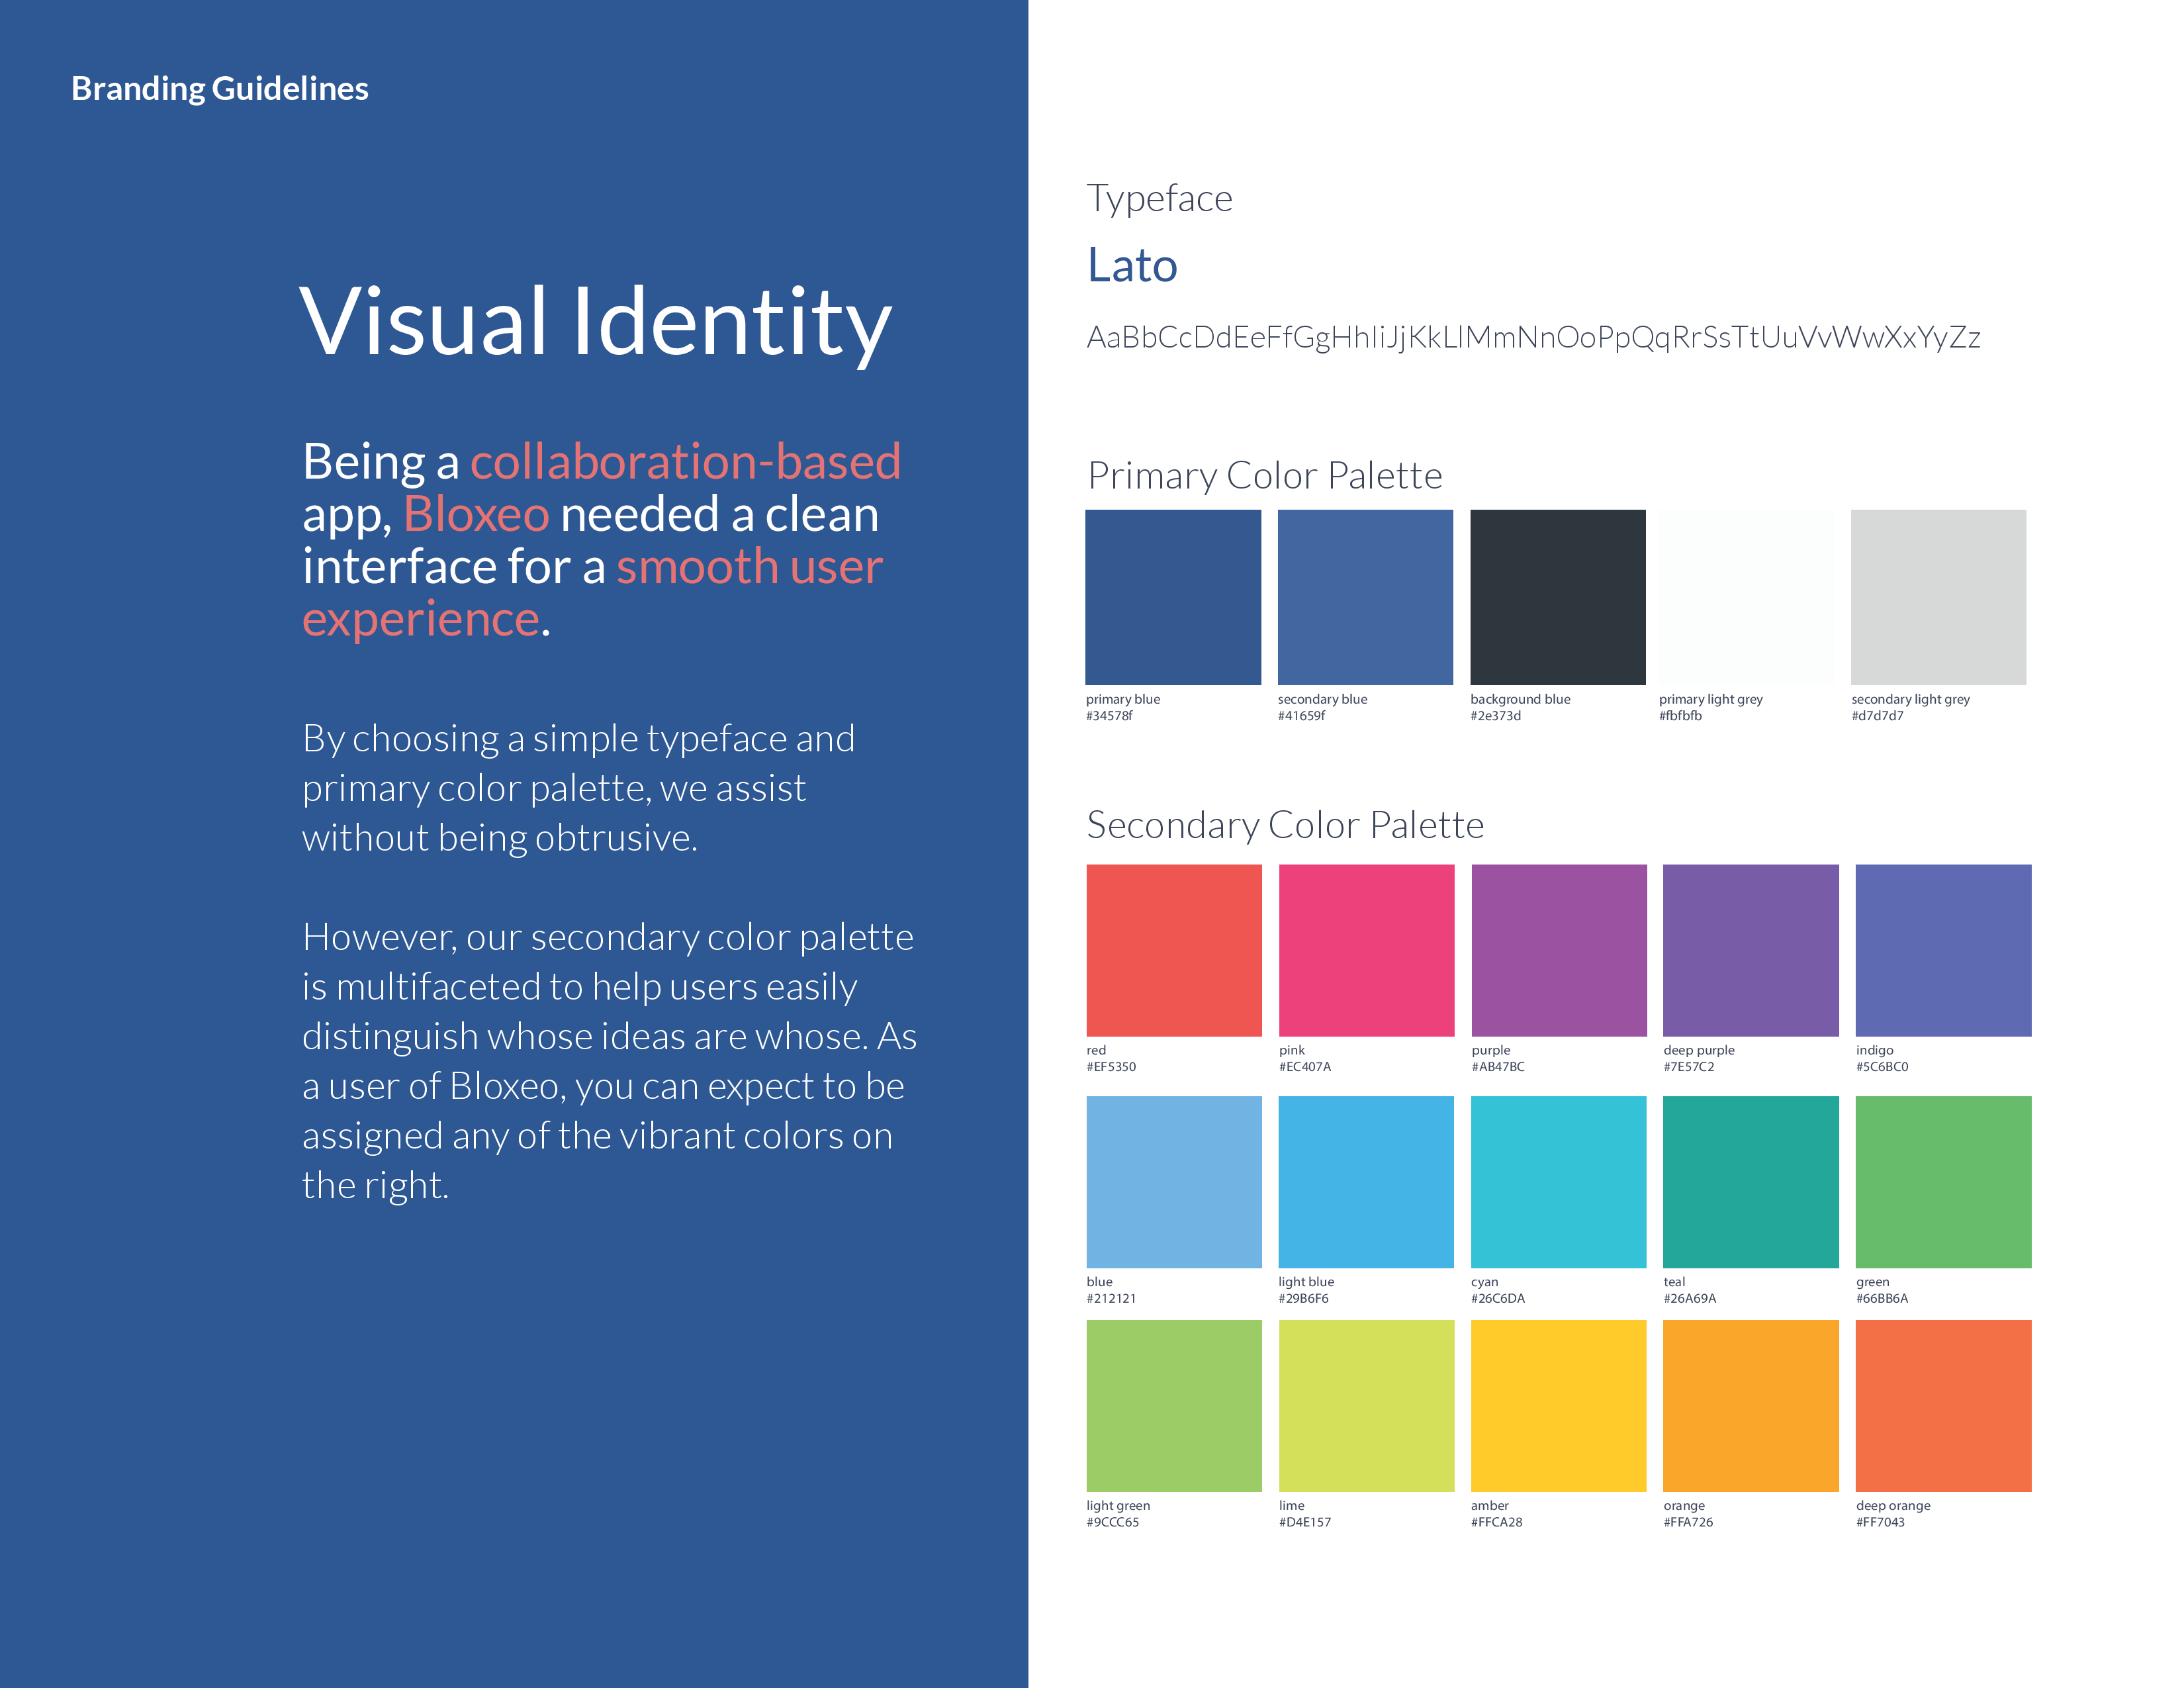 Branding Guidelines
Visual Identity
Being a collaboration-based
app, Bloxeo needed a clean
interface for a smooth user
experience.
By choosing a simple typeface and
primary color palette, we assist
without being obtrusive.
However, our secondary color palette
is multifaceted to help users easily
distinguish whose ideas are whose. As
a user of Bloxeo, you can expect to be
assigned any of the vibrant colors on
the right.
Typeface
Lato
AaBbCcDdEeFfGgHhIiJjKkLlMmNnOoPpQqRrSsTtUuVvWwXxYyZz
Primary Color Palette
primary blue
#34578f
secondary blue
#41659f
background blue
#2e373d
primary light grey
#fbfbfb
secondary light grey
#d7d7d7
Secondary Color Palette
red
#EF5350
pink
#EC407A
purple
#AB47BC
deep purple
#7E57C2
indigo
#5C6BC0
blue
#212121
light blue
#29B6F6
cyan
#26C6DA
teal
#26A69A
green
#66BB6A
light green
#9CCC65
lime
#D4E157
amber
#FFCA28
orange
#FFA726
deep orange
#FF7043